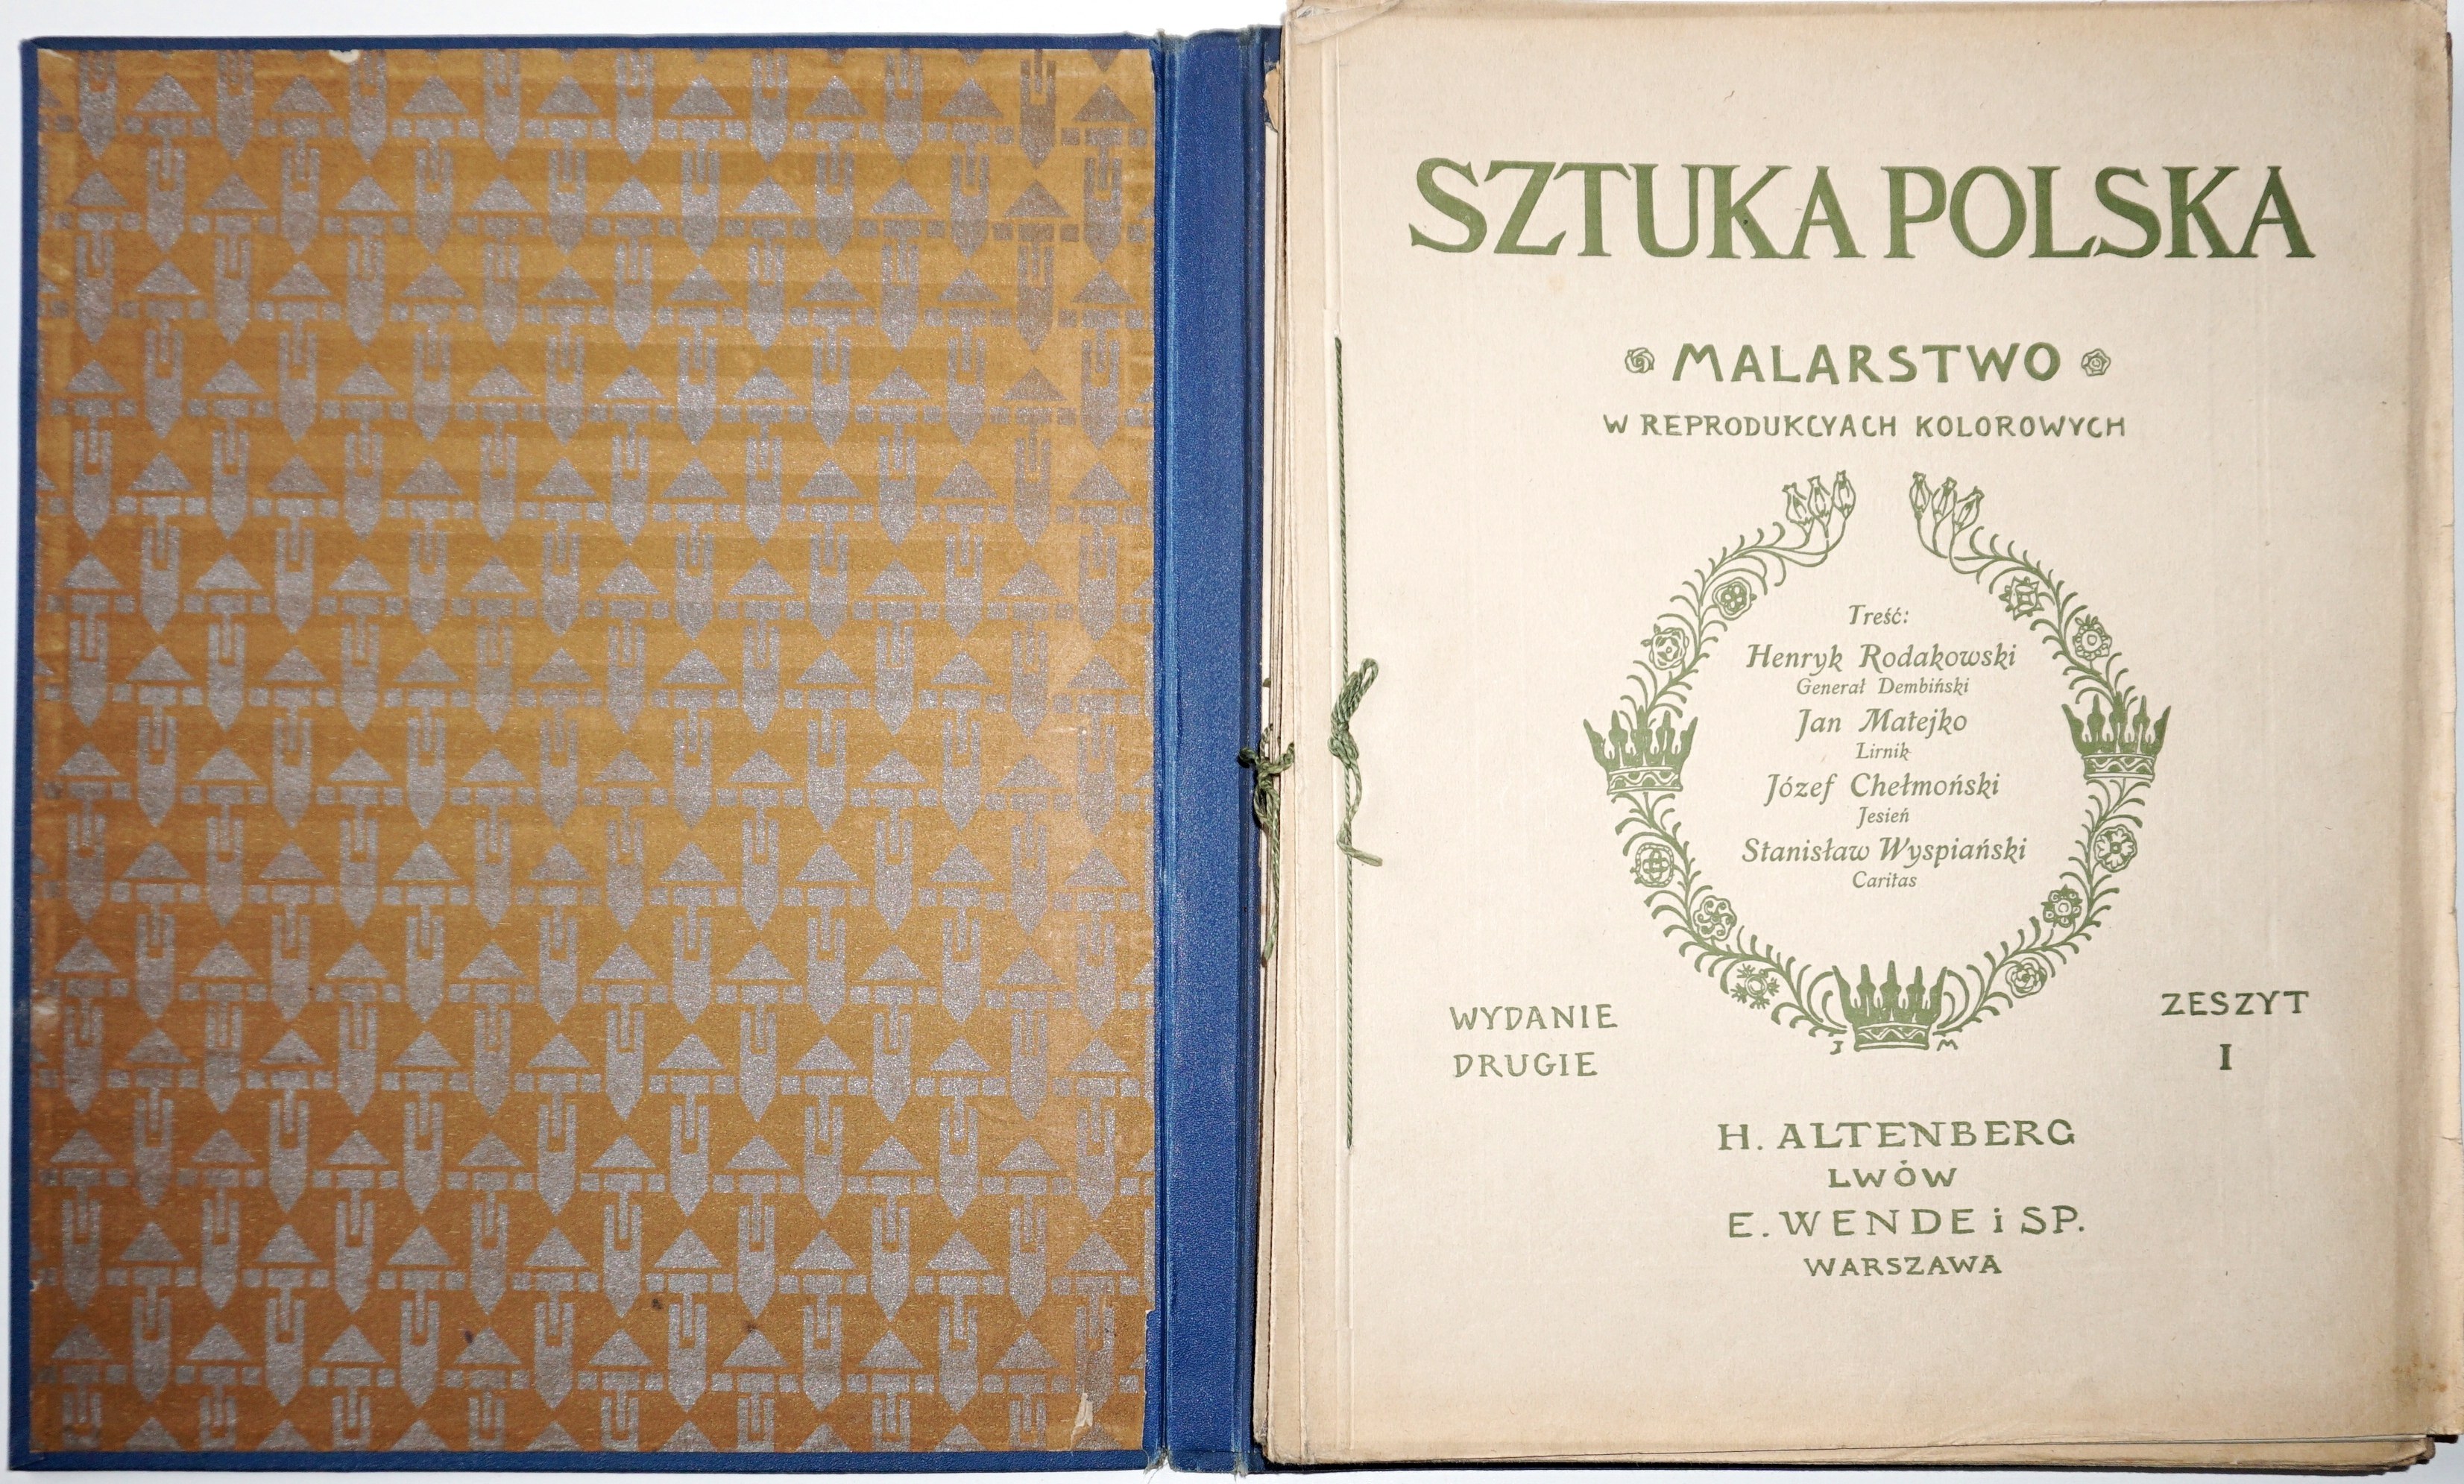 SZTUKA POLSKA
MALARSTWO
W REPRODUKCYACH KOLOROWYCH
Treść:
Henryk Rodakowski
Generał Dembiński
Jan Matejko
Lirnik
Józef Chełmoński
Jesień
Stanisław Wyspiański
Caritas
J M
WYDANIE
DRUGIE
ZESZYT
I
H. ALTENBERG
LWÓW
E. WENDE i SP.
WARSZAWA